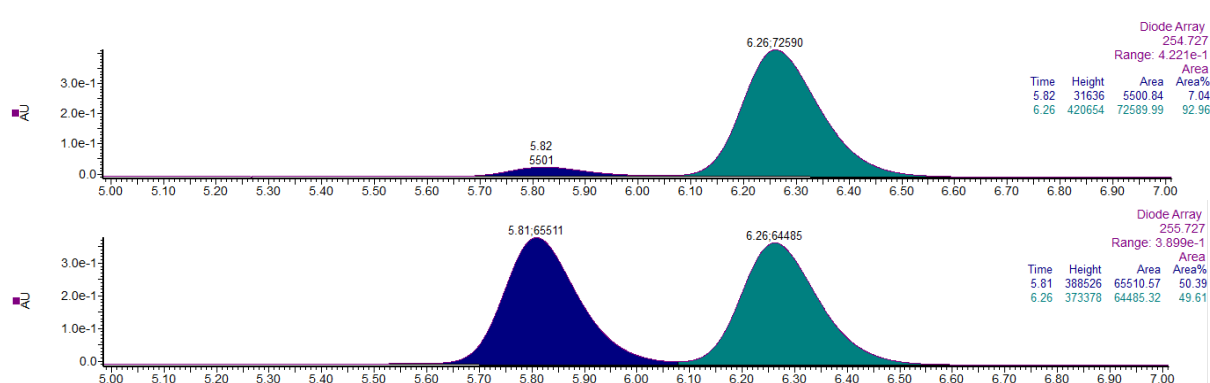 Diode Array
254.727
Range: 4.221e-1
Area
Time Height Area Area%
5.82 31636 5500.84 7.04
6.26 420654 72589.99 92.96
6.26;72590
5.82
5501
AU
3.0e-1
2.0e-1
1.0e-1
0.0
5.00 5.10 5.20 5.30 5.40 5.50 5.60 5.70 5.80 5.90 6.00 6.10 6.20 6.30 6.40 6.50 6.60 6.70 6.80 6.90 7.00
Diode Array
255.727
Range: 3.899e-1
Area
Time Height Area Area%
5.81 388526 65510.57 50.39
6.26 373378 64485.32 49.61
5.81;65511
6.26;64485
AU
3.0e-1
2.0e-1
1.0e-1
0.0
5.00 5.10 5.20 5.30 5.40 5.50 5.60 5.70 5.80 5.90 6.00 6.10 6.20 6.30 6.40 6.50 6.60 6.70 6.80 6.90 7.00